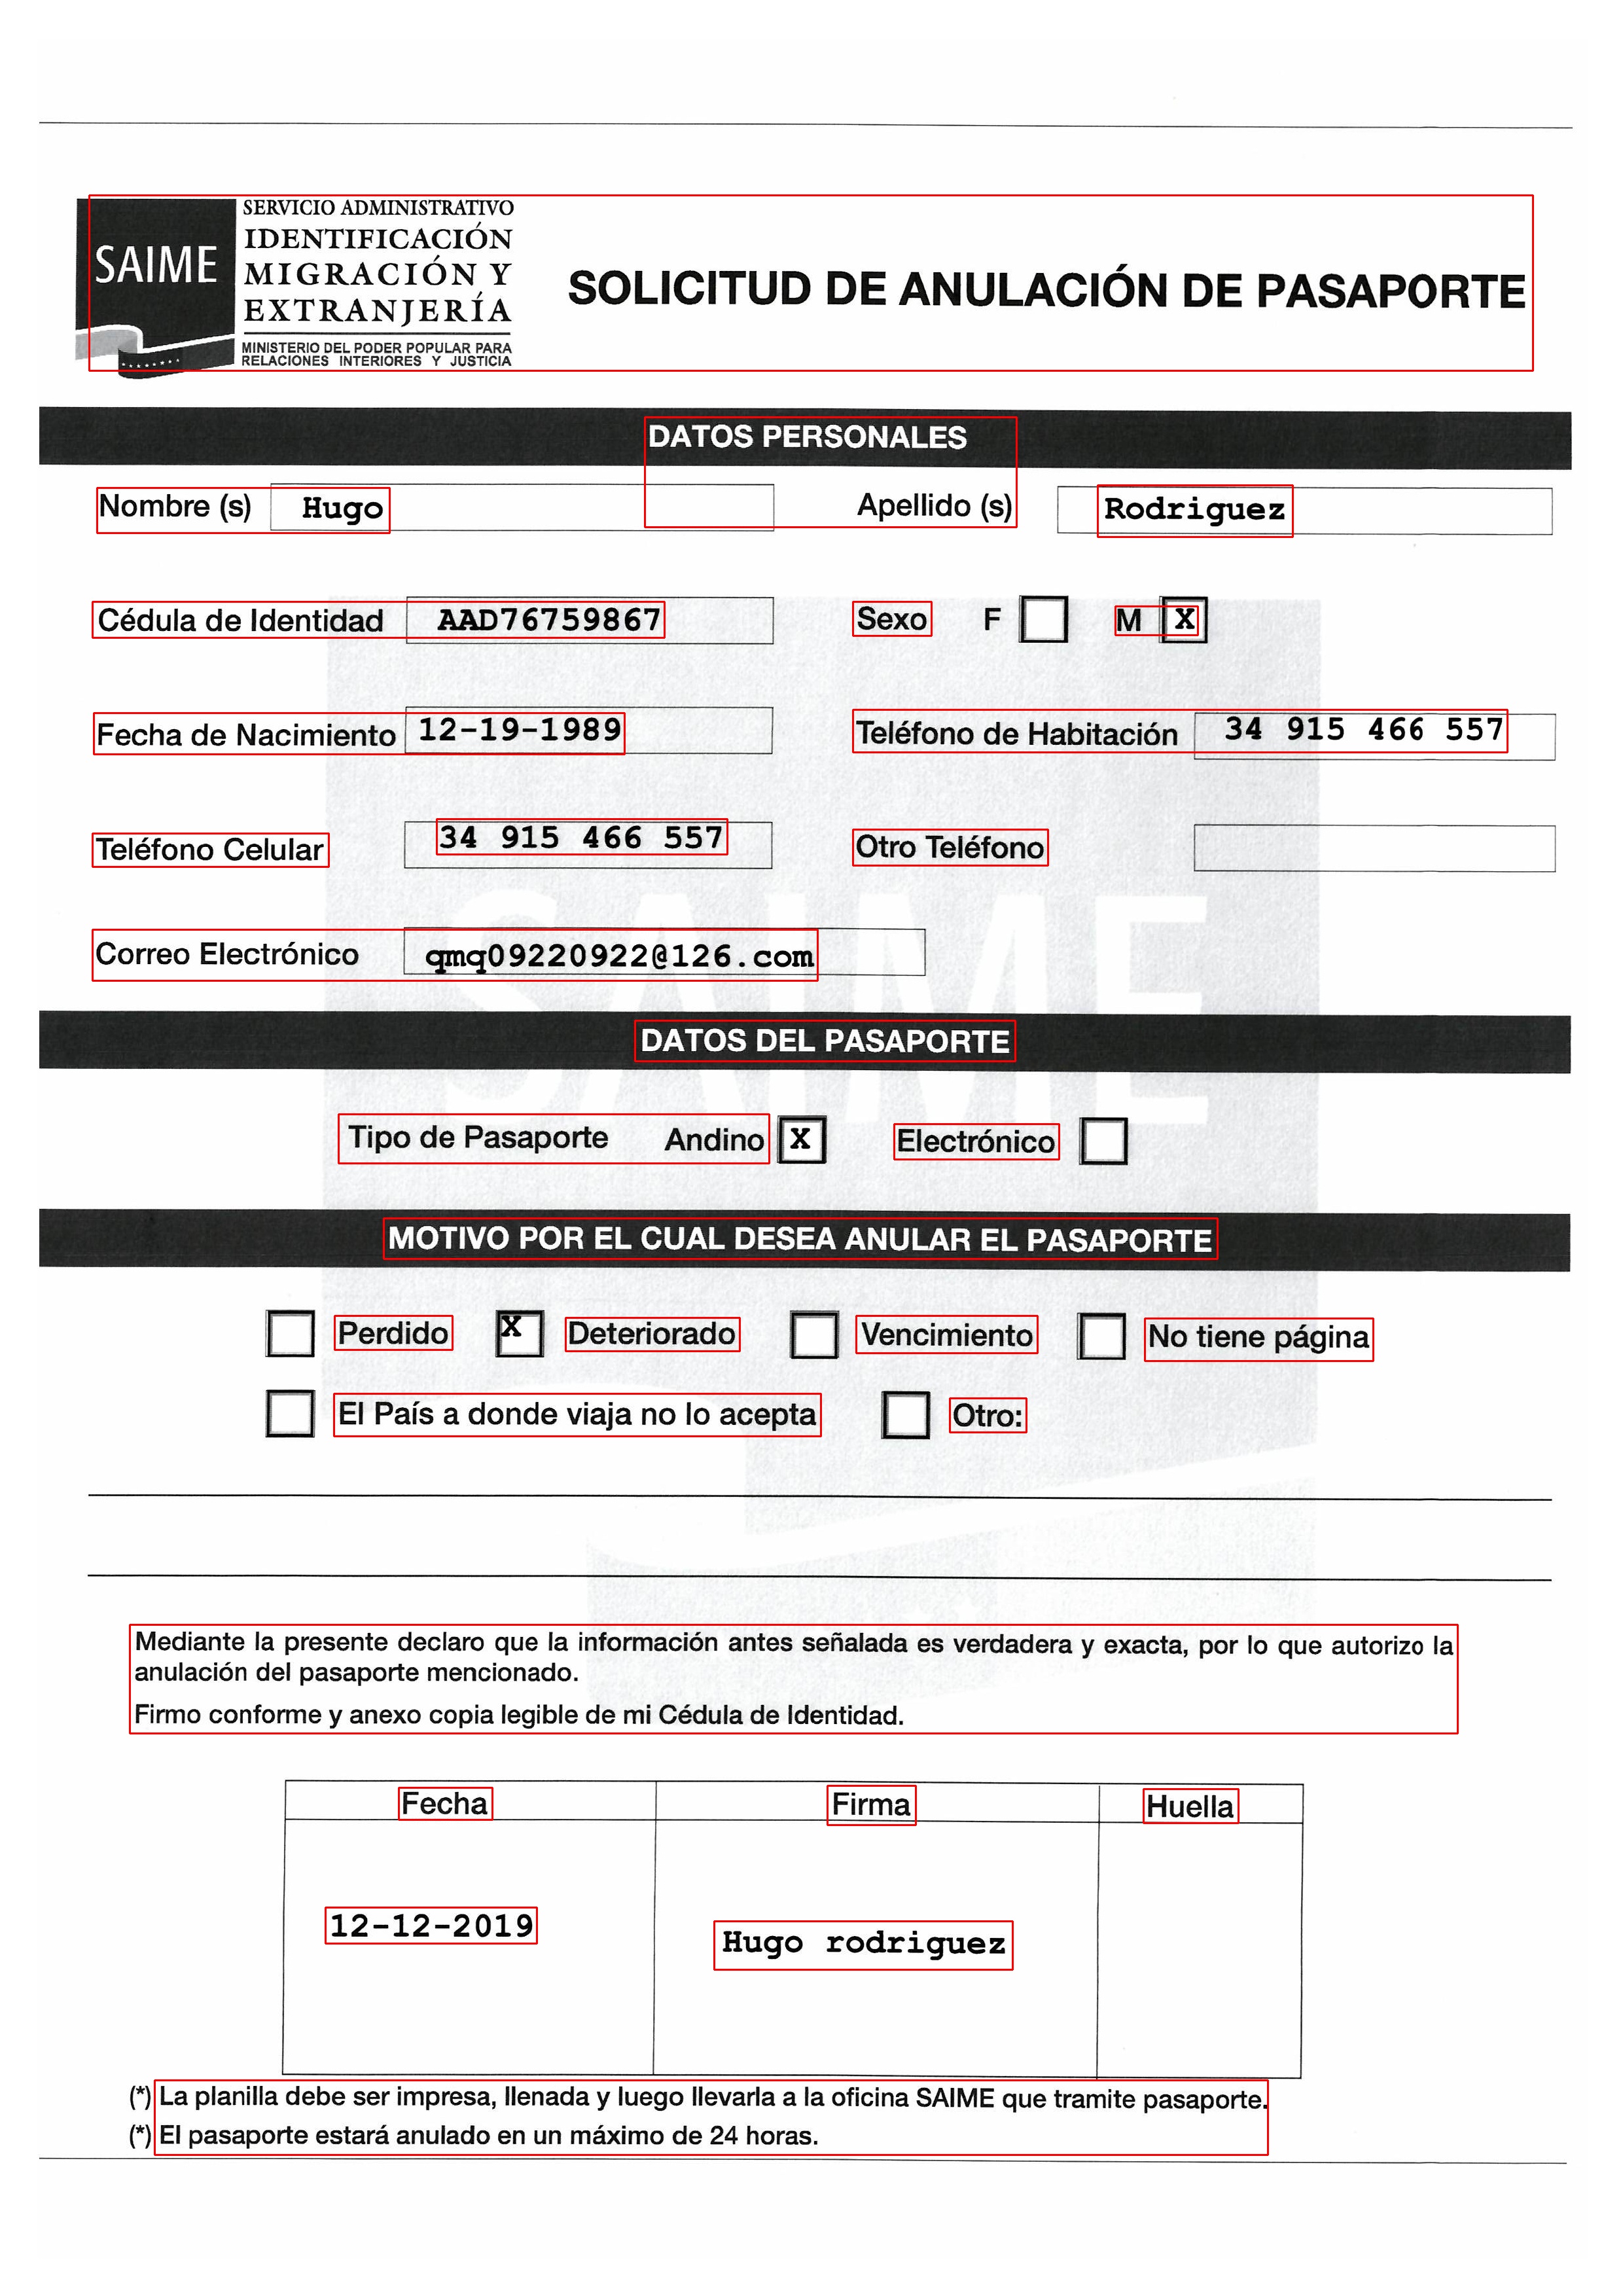 SAIME
SERVICIO ADMINISTRATIVO
IDENTIFICACIÓN
MIGRACIÓN Y
EXTRANJERÍA
MINISTERIO DEL PODER POPULAR PARA
RELACIONES INTERIORES Y JUSTICIA
SOLICITUD DE ANULACIÓN DE PASAPORTE
DATOS PERSONALES
Nombre (s) Hugo Apellido (s) Rodriguez
Cédula de Identidad AAD76759867 Sexo F M X
Fecha de Nacimiento 12-19-1989 Teléfono de Habitación 34 915 466 557
Teléfono Celular 34 915 466 557 Otro Teléfono
Correo Electrónico qmq09220922@126.com
SAIME
DATOS DEL PASAPORTE
Tipo de Pasaporte Andino X Electrónico
MOTIVO POR EL CUAL DESEA ANULAR EL PASAPORTE
Perdido X Deteriorado Vencimiento No tiene página
El País a donde viaja no lo acepta Otro:
Mediante la presente declaro que la información antes señalada es verdadera y exacta, por lo que autorizo la
anulación del pasaporte mencionado.
Firmo conforme y anexo copia legible de mi Cédula de Identidad.
Fecha Firma Huella
12-12-2019 Hugo rodriguez
(*) La planilla debe ser impresa, llenada y luego llevarla a la oficina SAIME que tramite pasaporte.
(*) El pasaporte estará anulado en un máximo de 24 horas.